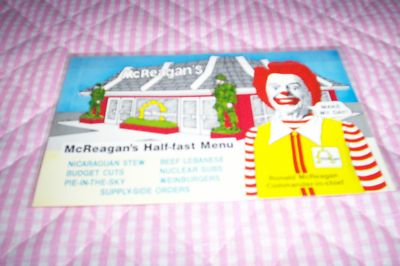 McReagan's
MAKE
MY DAY!
McReagan's Half-fast Menu
NICARAGUAN STEW
BEEF LEBANESE
BUDGET CUTS
NUCLEAR SUBS
PIE-IN-THE-SKY
WEINBURGERS
SUPPLY-SIDE ORDERS
Ronald McReagan
Commander-in-chief